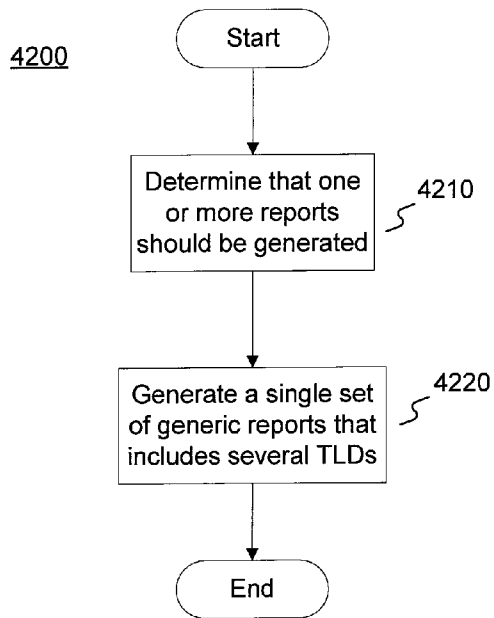 Start
4200
Determine that one
or more reports
should be generated
4210
Generate a single set
of generic reports that
includes several TLDs
4220
End